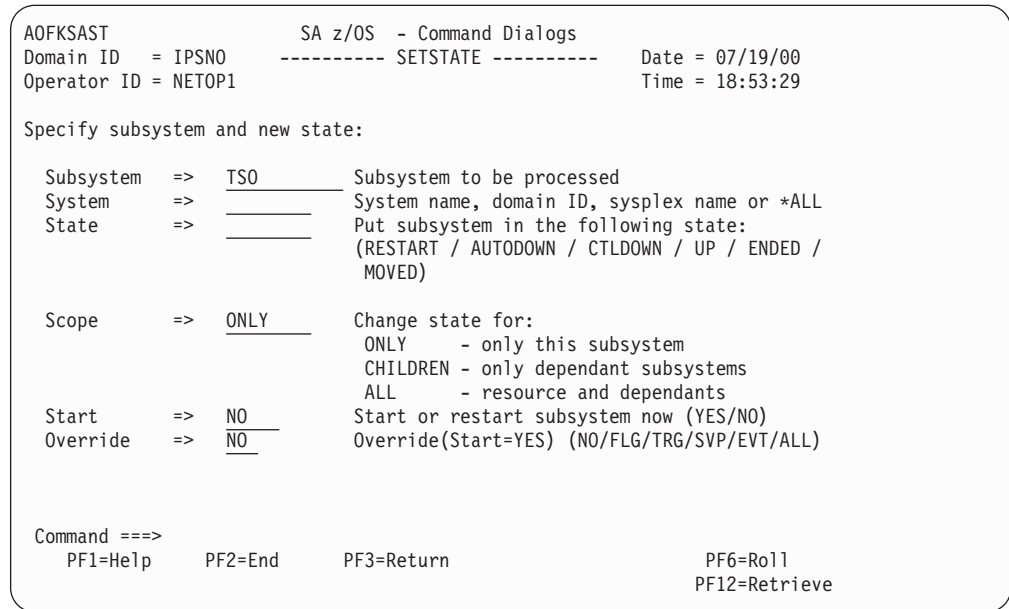 AOFKSAST SA z/OS - Command Dialogs
Domain ID = IPSNO ---------- SETSTATE ---------- Date = 07/19/00
Operator ID = NETOP1 Time = 18:53:29
Specify subsystem and new state:
Subsystem => TSO Subsystem to be processed
System => System name, domain ID, sysplex name or *ALL
State => Put subsystem in the following state:
(RESTART / AUTODOWN / CTLDOWN / UP / ENDED /
MOVED)
Scope => ONLY Change state for:
ONLY - only this subsystem
CHILDREN - only dependant subsystems
ALL - resource and dependants
Start => NO Start or restart subsystem now (YES/NO)
Override => NO Override(Start=YES) (NO/FLG/TRG/SVP/EVT/ALL)
Command ===>
PF1=Help PF2=End PF3=Return PF6=Roll
PF12=Retrieve